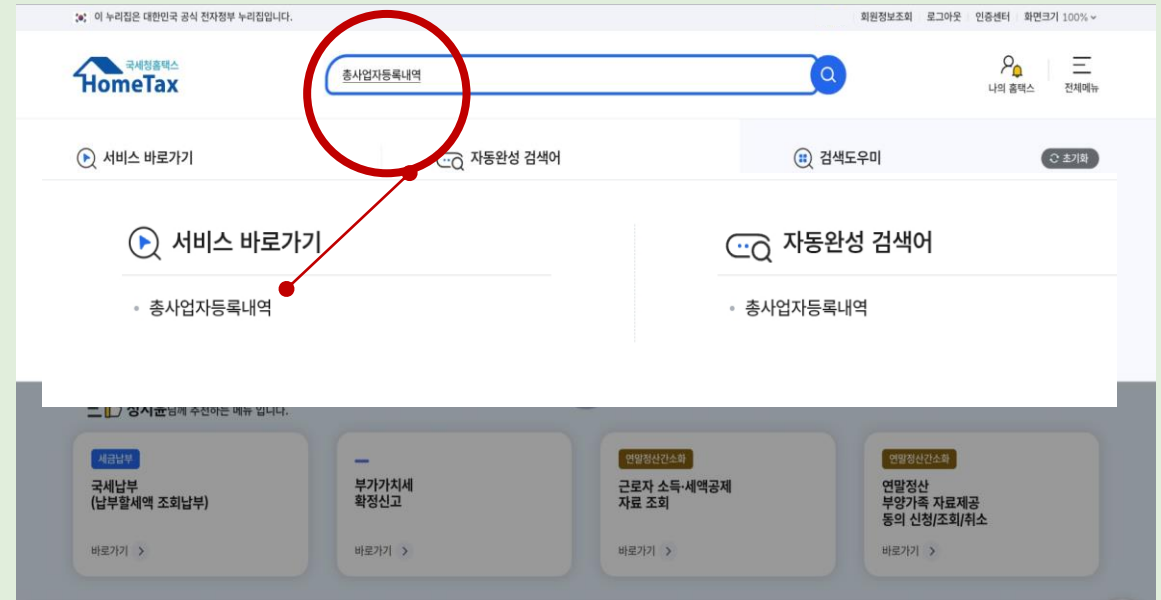 이 누리집은 대한민국 공식 전자정부 누리집입니다.
회원정보조회 로그아웃 인증센터 화면크기 100%
국세청홈택스
HomeTax
총사업자등록내역
나의 홈택스
전체메뉴
서비스 바로가기
자동완성 검색어
검색도우미
초기화
서비스 바로가기
자동완성 검색어
총사업자등록내역
총사업자등록내역
님께 추천하는 메뉴 입니다.
세금납부
국세납부
(납부할세액 조회납부)
바로가기
부가가치세
확정신고
바로가기
연말정산간소화
근로자 소득·세액공제
자료 조회
바로가기
연말정산간소화
연말정산
부양가족 자료제공
동의 신청/조회/취소
바로가기